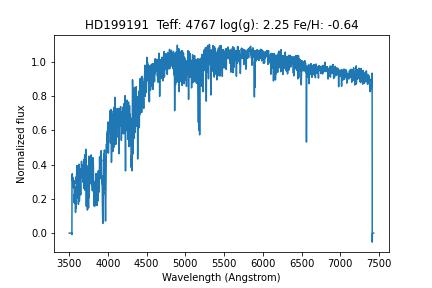 HD199191  Teff: 4767 log(g): 2.25 Fe/H: -0.64
Normalized flux
1.0
0.8
0.6
0.4
0.2
0.0
3500 4000 4500 5000 5500 6000 6500 7000 7500
Wavelength (Angstrom)